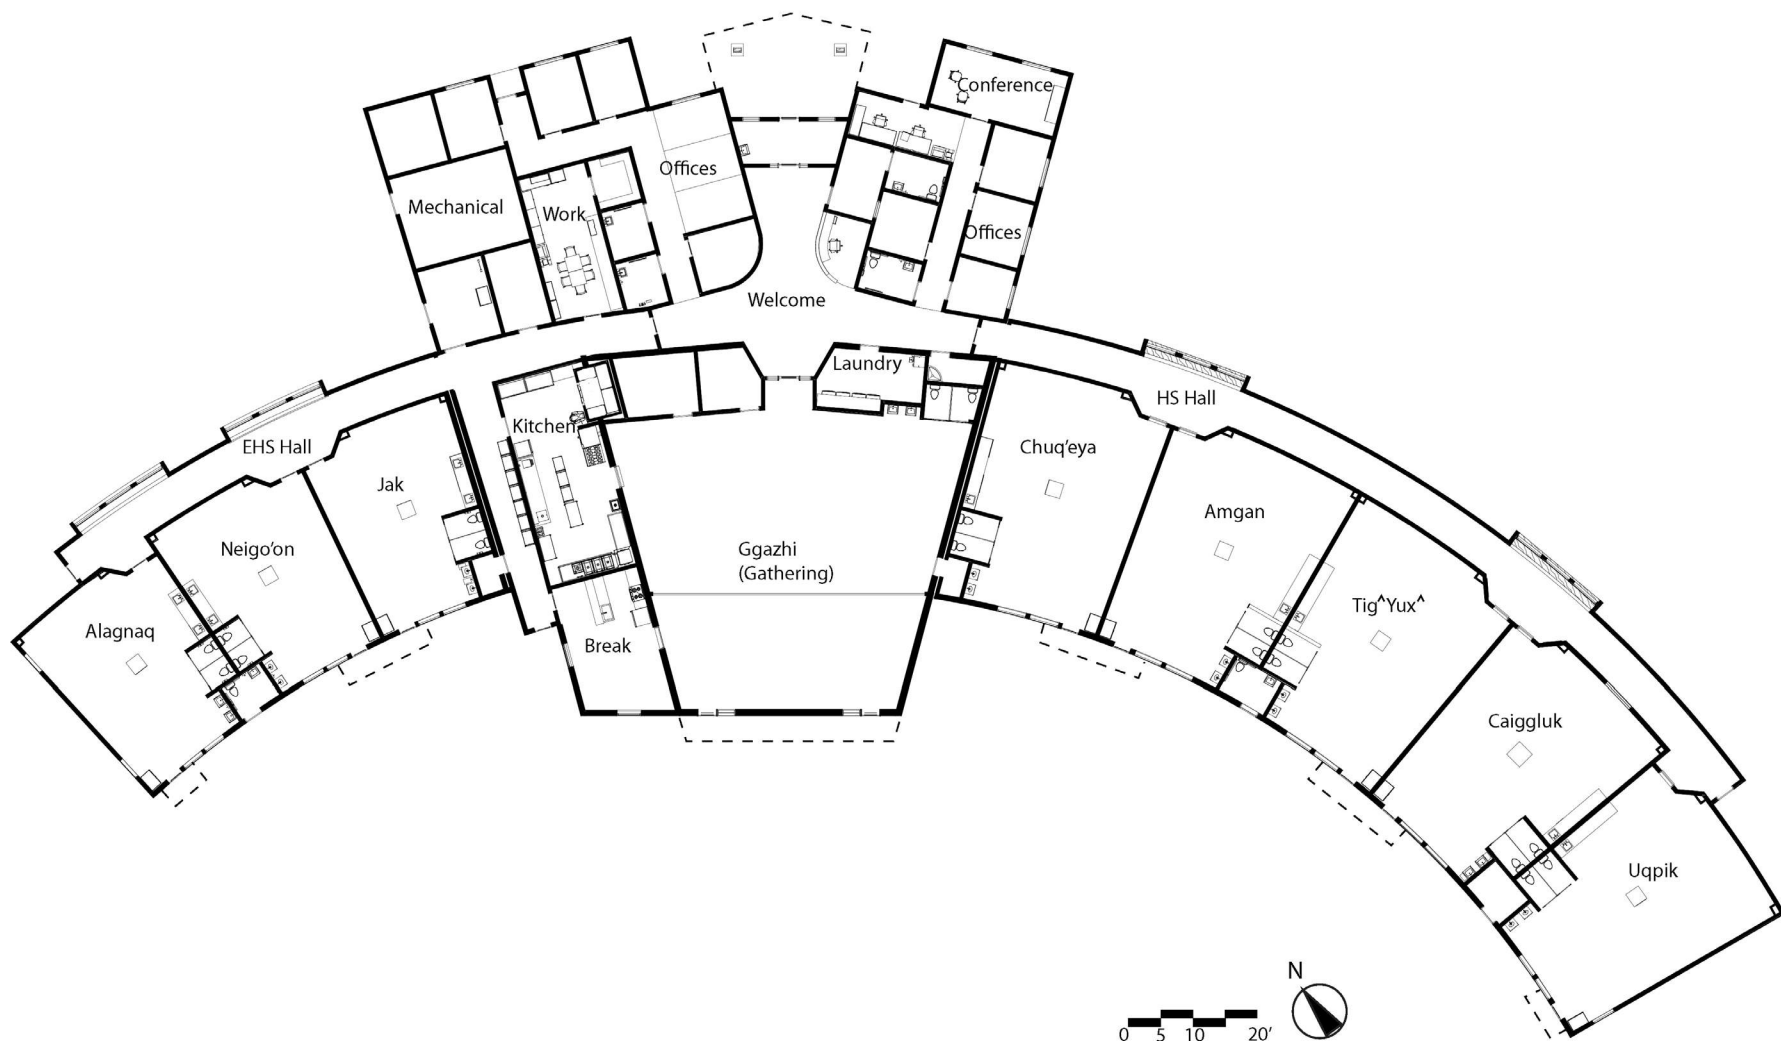 Conference
Offices
Mechanical
Work
Offices
Welcome
Laundry
HS Hall
Kitchen
EHS Hall
Chuq'eya
Jak
Amgan
Neigo'on
Ggazhi
(Gathering)
Tig^Yux^
Alagnaq
Break
Caiggluk
Uqpik
N
0 5 10 20'